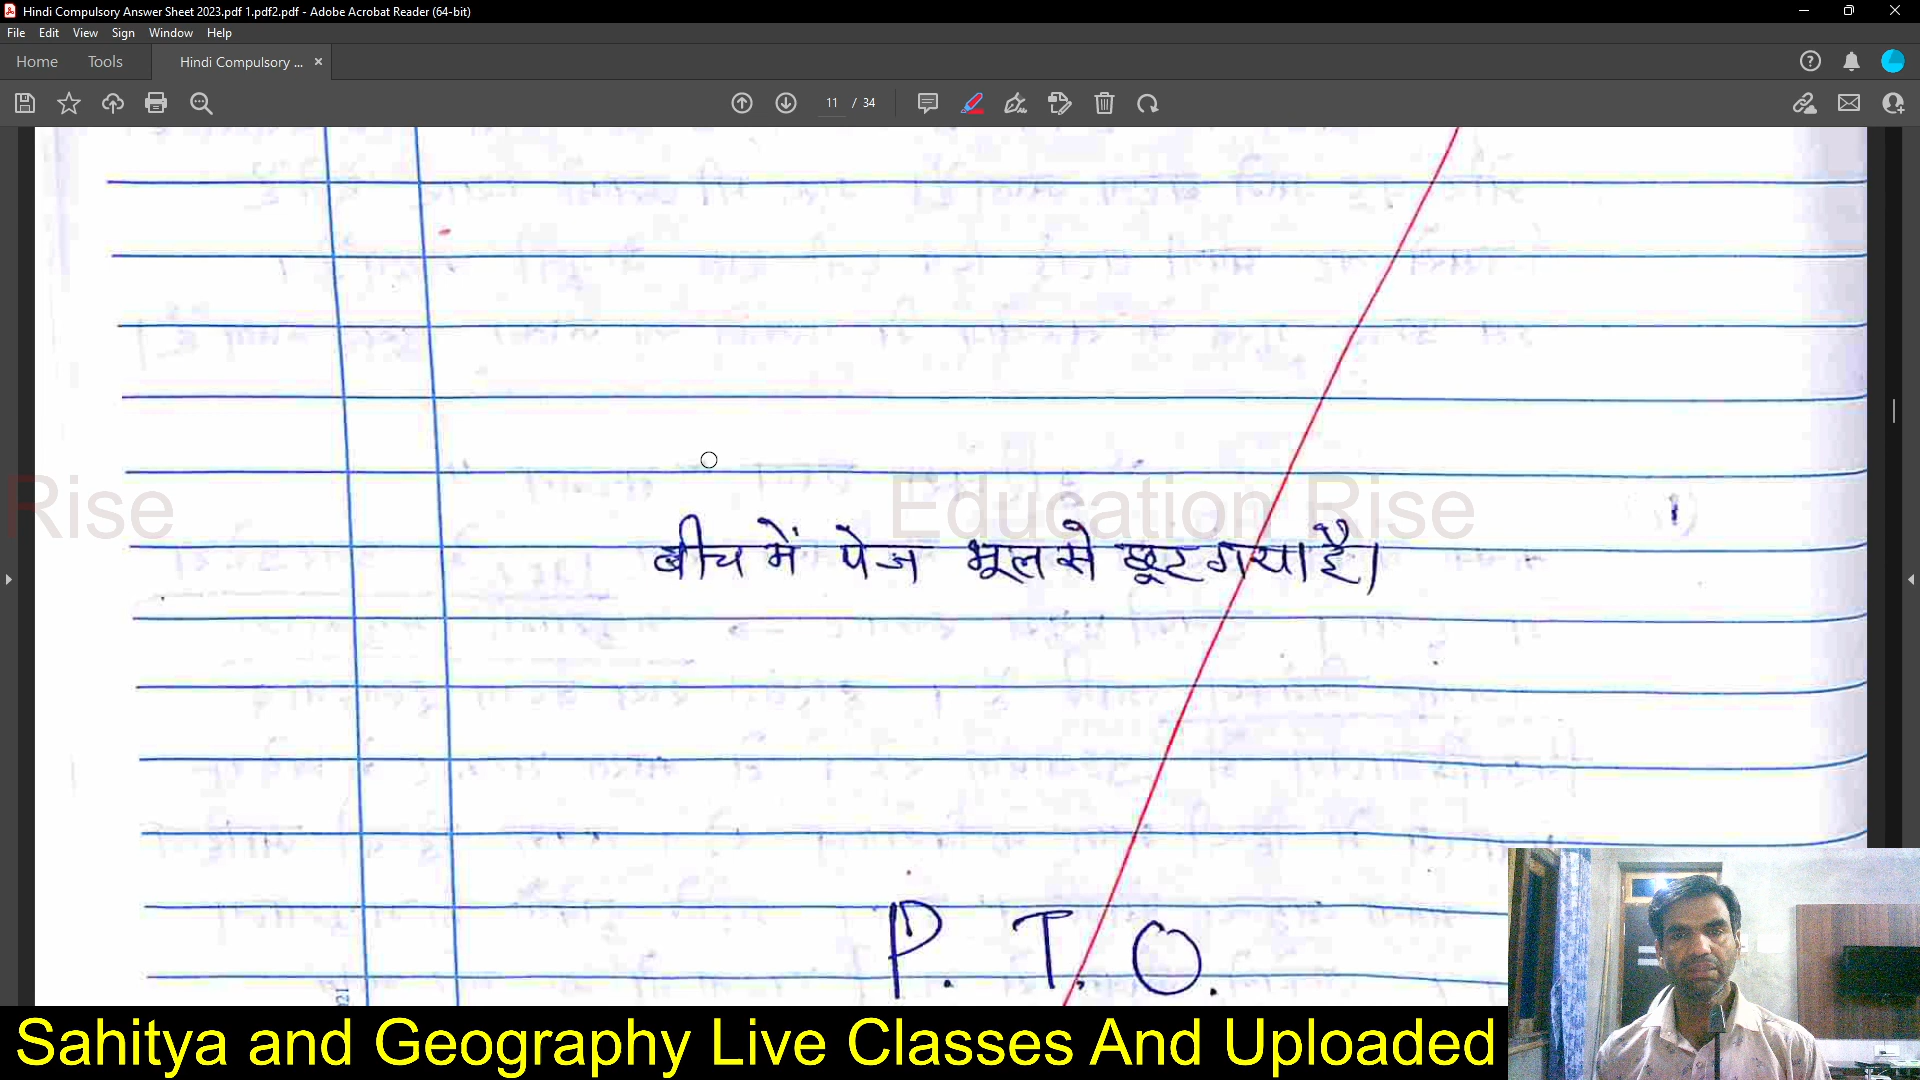 Hindi Compulsory Answer Sheet 2023.pdf 1.pdf2.pdf - Adobe Acrobat Reader (64-bit)
File Edit View Sign Window Help
Home Tools Hindi Compulsory ... ×
11 / 34
Rise Education Rise
बीच में पेज भूल से छूट गया है।
P. T. O.
Sahitya and Geography Live Classes And Uploaded